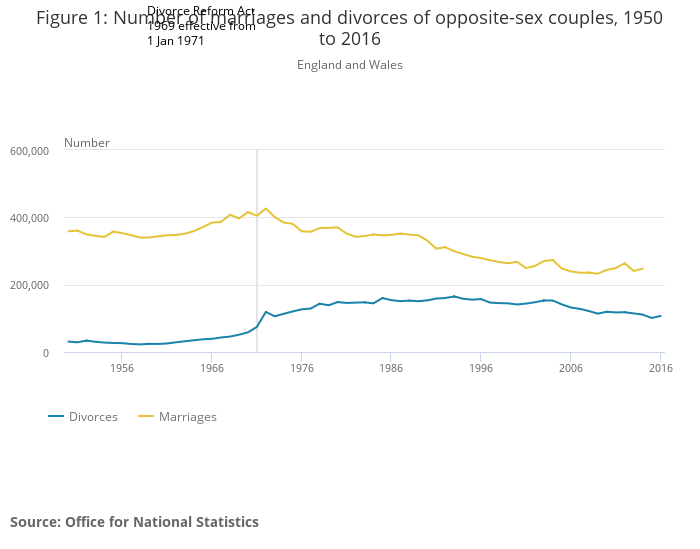 Figure 1: Number of marriages and divorces of opposite-sex couples, 1950
to 2016
Divorce Reform Act
1969 effective from
1 Jan 1971
England and Wales
Number
600,000
400,000
200,000
0
1956 1966 1976 1986 1996 2006 2016
Divorces Marriages
Source: Office for National Statistics